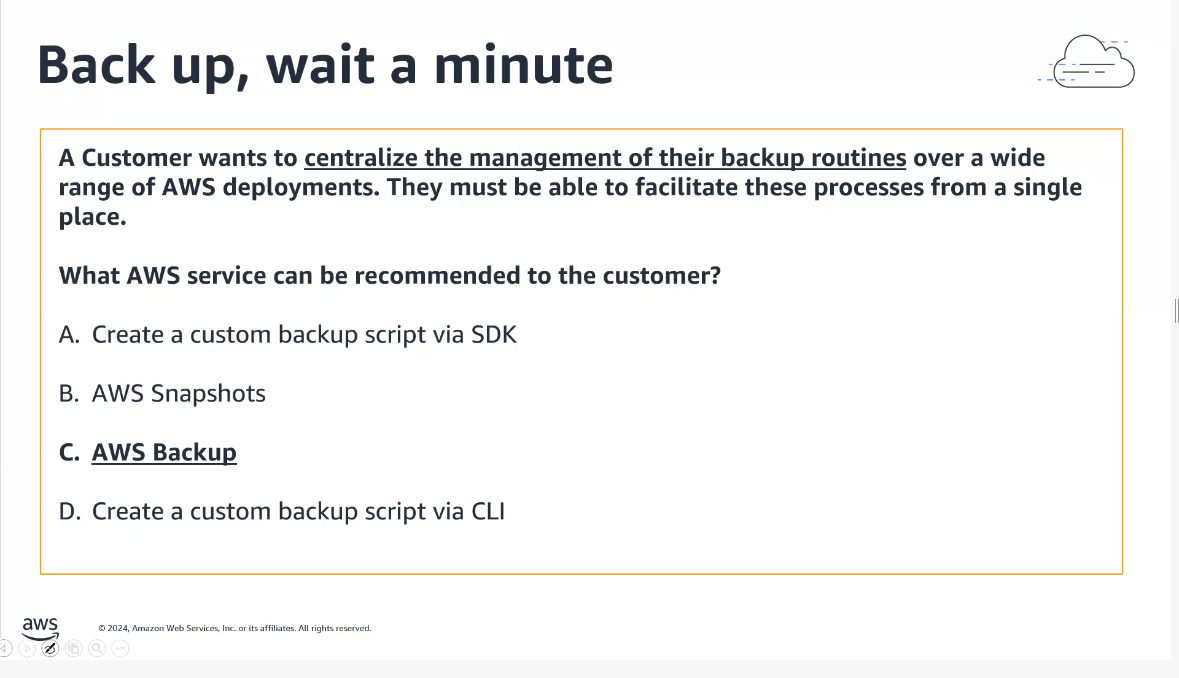 Back up, wait a minute
A Customer wants to centralize the management of their backup routines over a wide
range of AWS deployments. They must be able to facilitate these processes from a single
place.
What AWS service can be recommended to the customer?
A. Create a custom backup script via SDK
B. AWS Snapshots
C. AWS Backup
D. Create a custom backup script via CLI
aws
© 2024, Amazon Web Services, Inc. or its affiliates. All rights reserved.